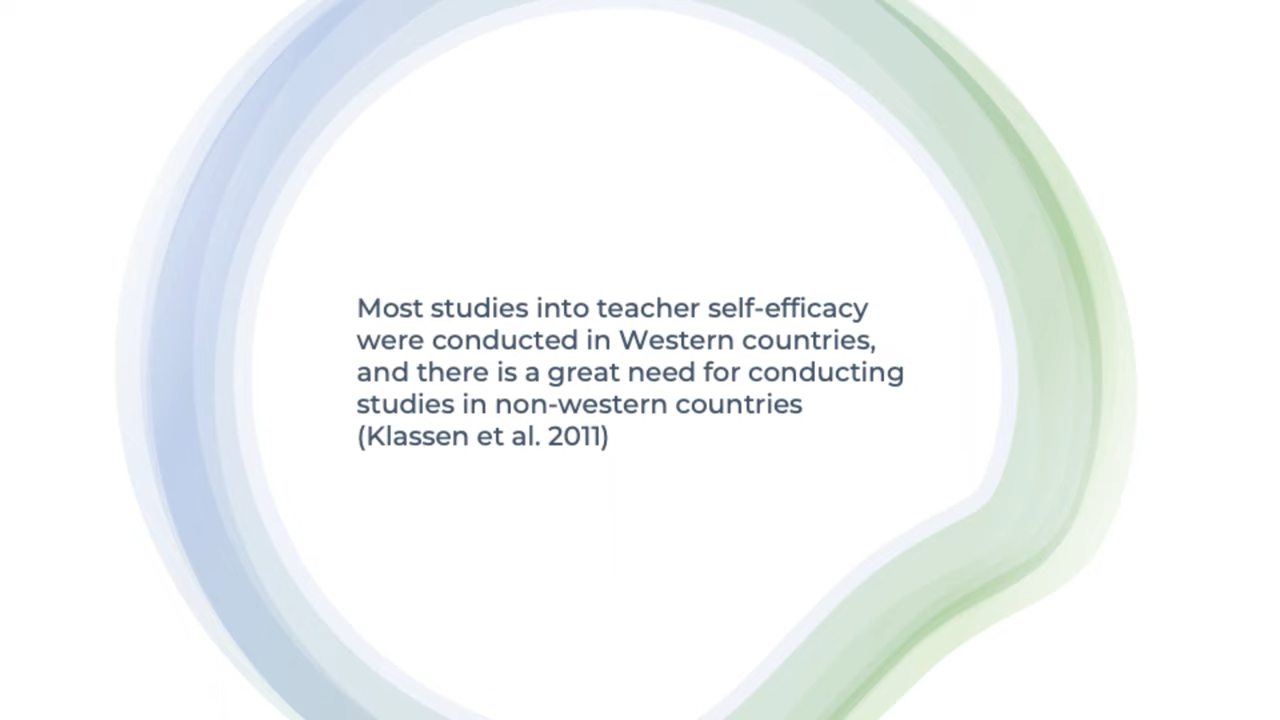 Most studies into teacher self-efficacy
were conducted in Western countries,
and there is a great need for conducting
studies in non-western countries
(Klassen et al. 2011)